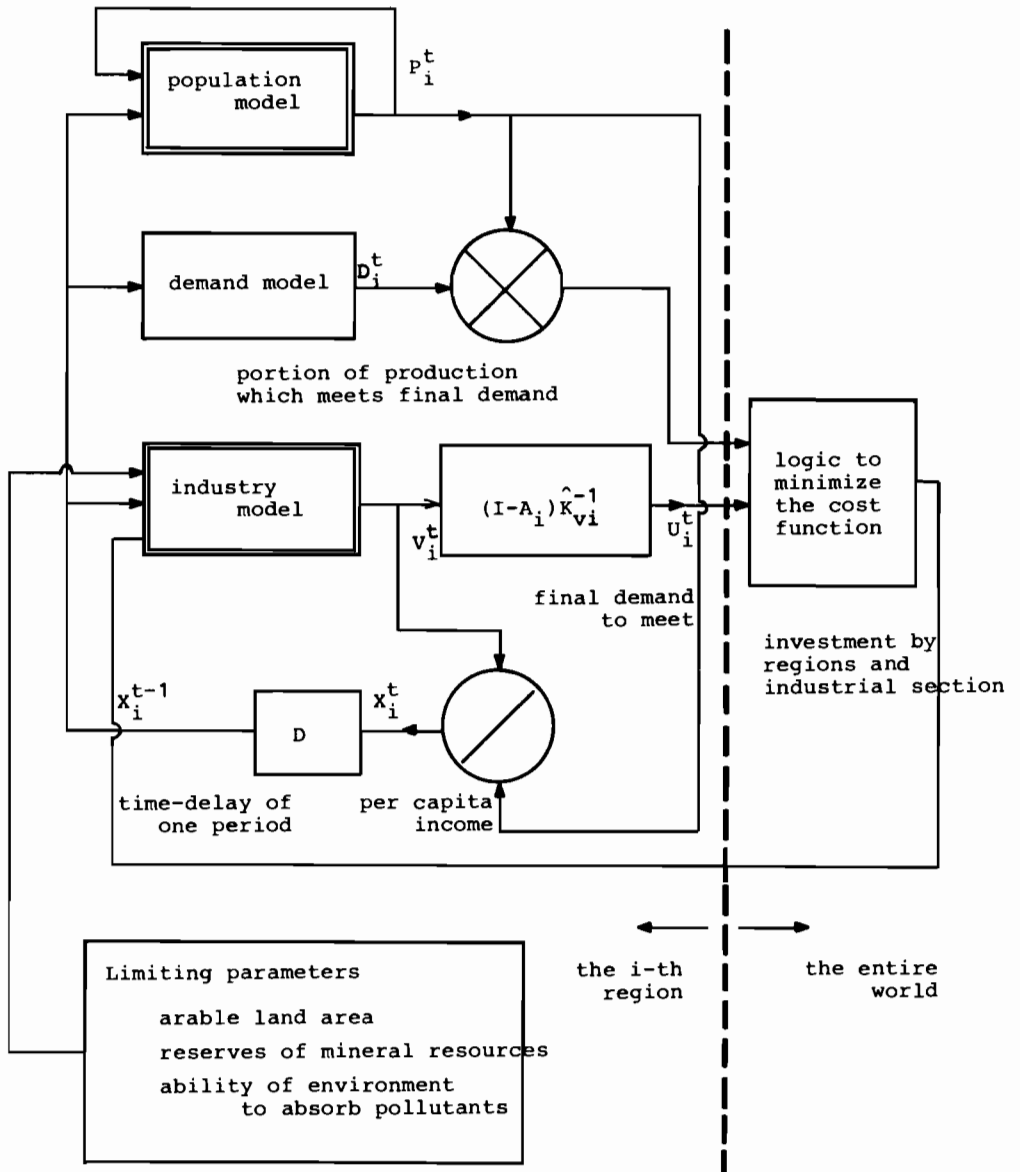 P_i^t
population
model
demand model
D_i^t
portion of production
which meets final demand
industry
model
V_i^t
(I-A_i)K̂_{vi}^{-1}
U_i^t
logic to
minimize
the cost
function
final demand
to meet
investment by
regions and
industrial section
X_i^{t-1}
D
X_i^t
time-delay of
one period
per capita
income
Limiting parameters
arable land area
reserves of mineral resources
ability of environment
to absorb pollutants
the i-th
region
the entire
world